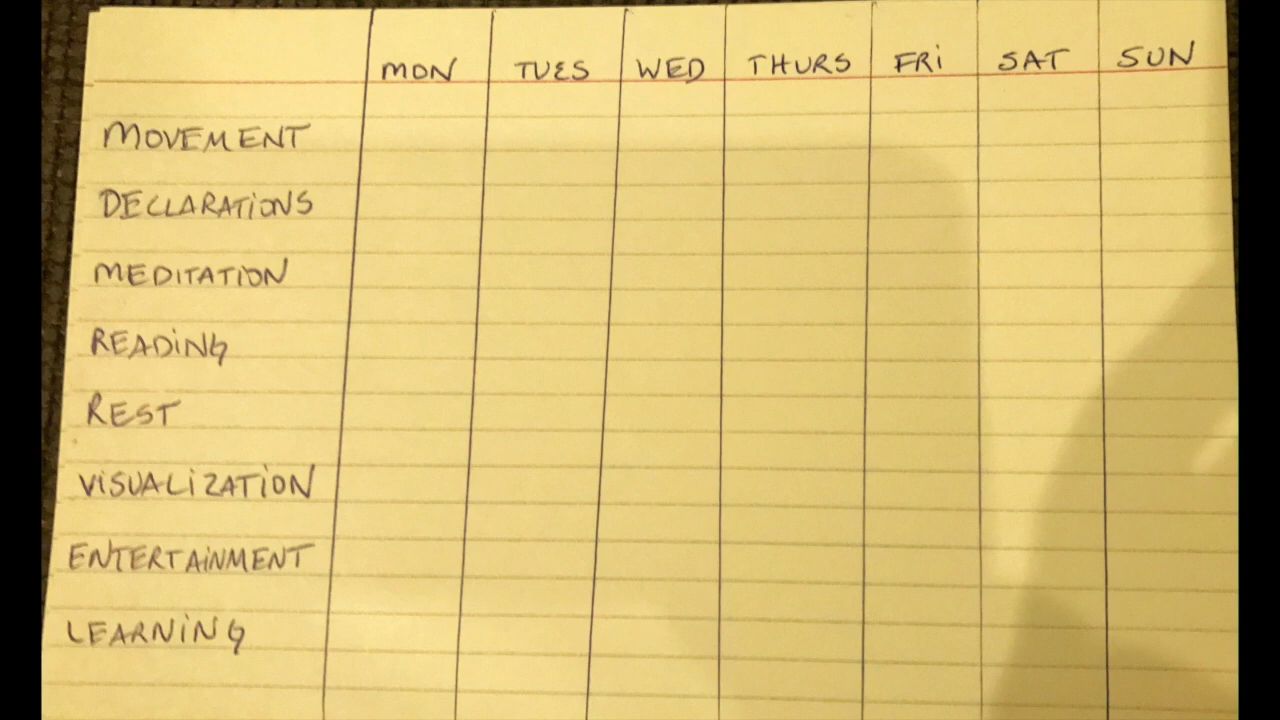 MON TUES WED THURS FRI SAT SUN
MOVEMENT
DECLARATIONS
MEDITATION
READING
REST
VISUALIZATION
ENTERTAINMENT
LEARNING